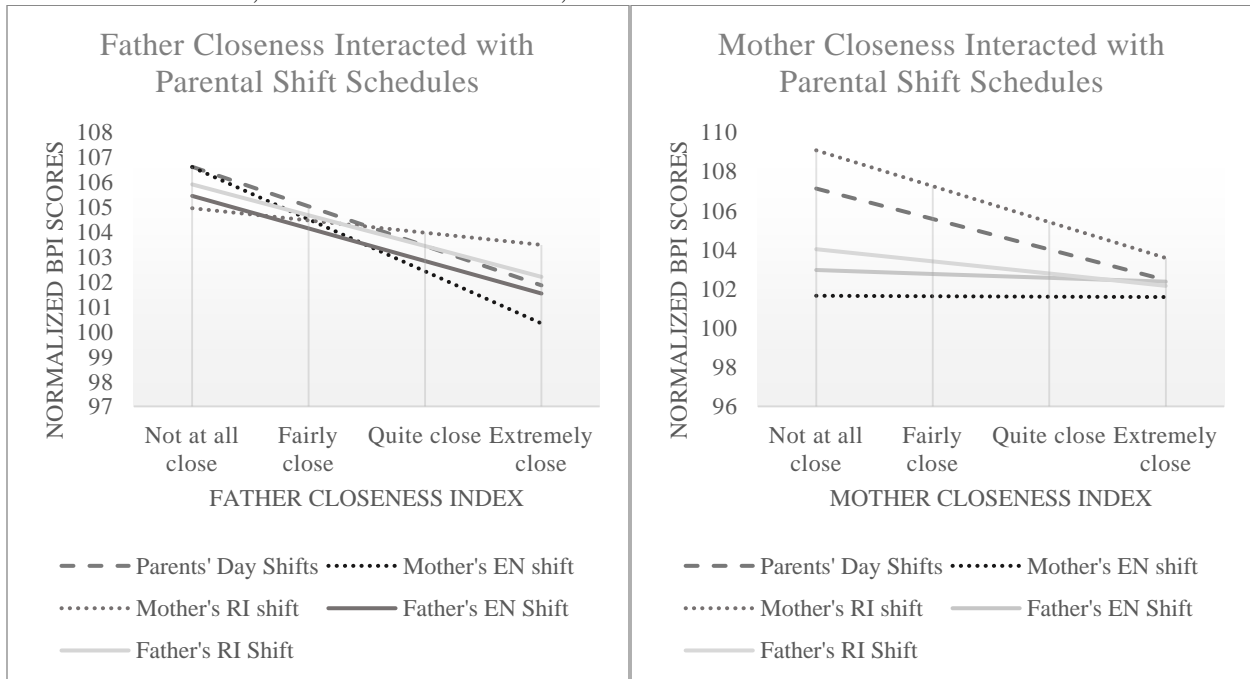 Father Closeness Interacted with
Parental Shift Schedules
NORMALIZED BPI SCORES
108
107
106
105
104
103
102
101
100
99
98
97
Not at all close
Fairly close
Quite close
Extremely close
FATHER CLOSENESS INDEX
Parents' Day Shifts
Mother's EN shift
Mother's RI shift
Father's EN Shift
Father's RI Shift
Mother Closeness Interacted with
Parental Shift Schedules
NORMALIZED BPI SCORES
110
108
106
104
102
100
98
96
Not at all close
Fairly close
Quite close
Extremely close
MOTHER CLOSENESS INDEX
Parents' Day Shifts
Mother's EN shift
Mother's RI shift
Father's EN Shift
Father's RI Shift